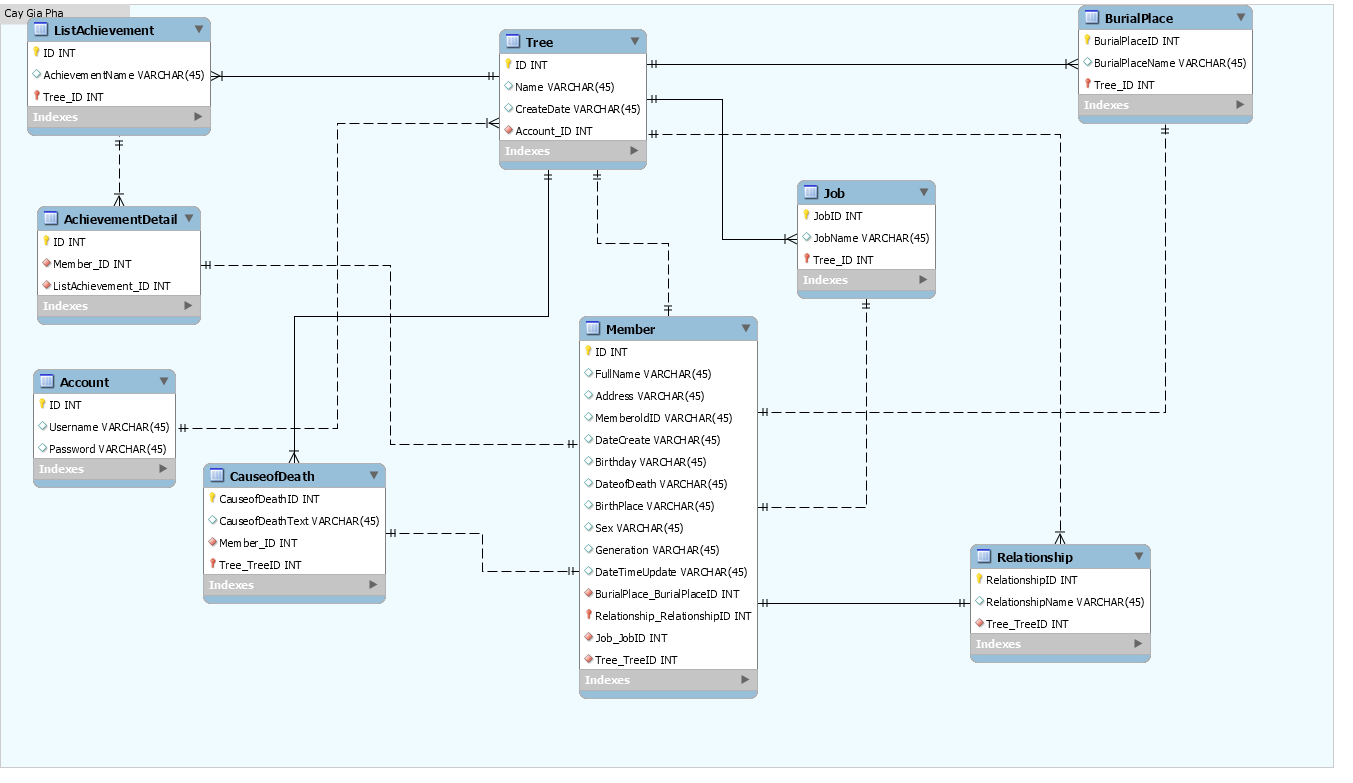 Cay Gia Pha
ListAchievement
ID INT
AchievementName VARCHAR(45)
Tree_ID INT
Indexes
Tree
ID INT
Name VARCHAR(45)
CreateDate VARCHAR(45)
Account_ID INT
Indexes
BurialPlace
BurialPlaceID INT
BurialPlaceName VARCHAR(45)
Tree_ID INT
Indexes
AchievementDetail
ID INT
Member_ID INT
ListAchievement_ID INT
Indexes
Job
JobID INT
JobName VARCHAR(45)
Tree_ID INT
Indexes
Account
ID INT
Username VARCHAR(45)
Password VARCHAR(45)
Indexes
CauseofDeath
CauseofDeathID INT
CauseofDeathText VARCHAR(45)
Member_ID INT
Tree_TreeID INT
Indexes
Member
ID INT
FullName VARCHAR(45)
Address VARCHAR(45)
MemberoldID VARCHAR(45)
DateCreate VARCHAR(45)
Birthday VARCHAR(45)
DateofDeath VARCHAR(45)
BirthPlace VARCHAR(45)
Sex VARCHAR(45)
Generation VARCHAR(45)
DateTimeUpdate VARCHAR(45)
BurialPlace_BurialPlaceID INT
Relationship_RelationshipID INT
Job_JobID INT
Tree_TreeID INT
Indexes
Relationship
RelationshipID INT
RelationshipName VARCHAR(45)
Tree_TreeID INT
Indexes